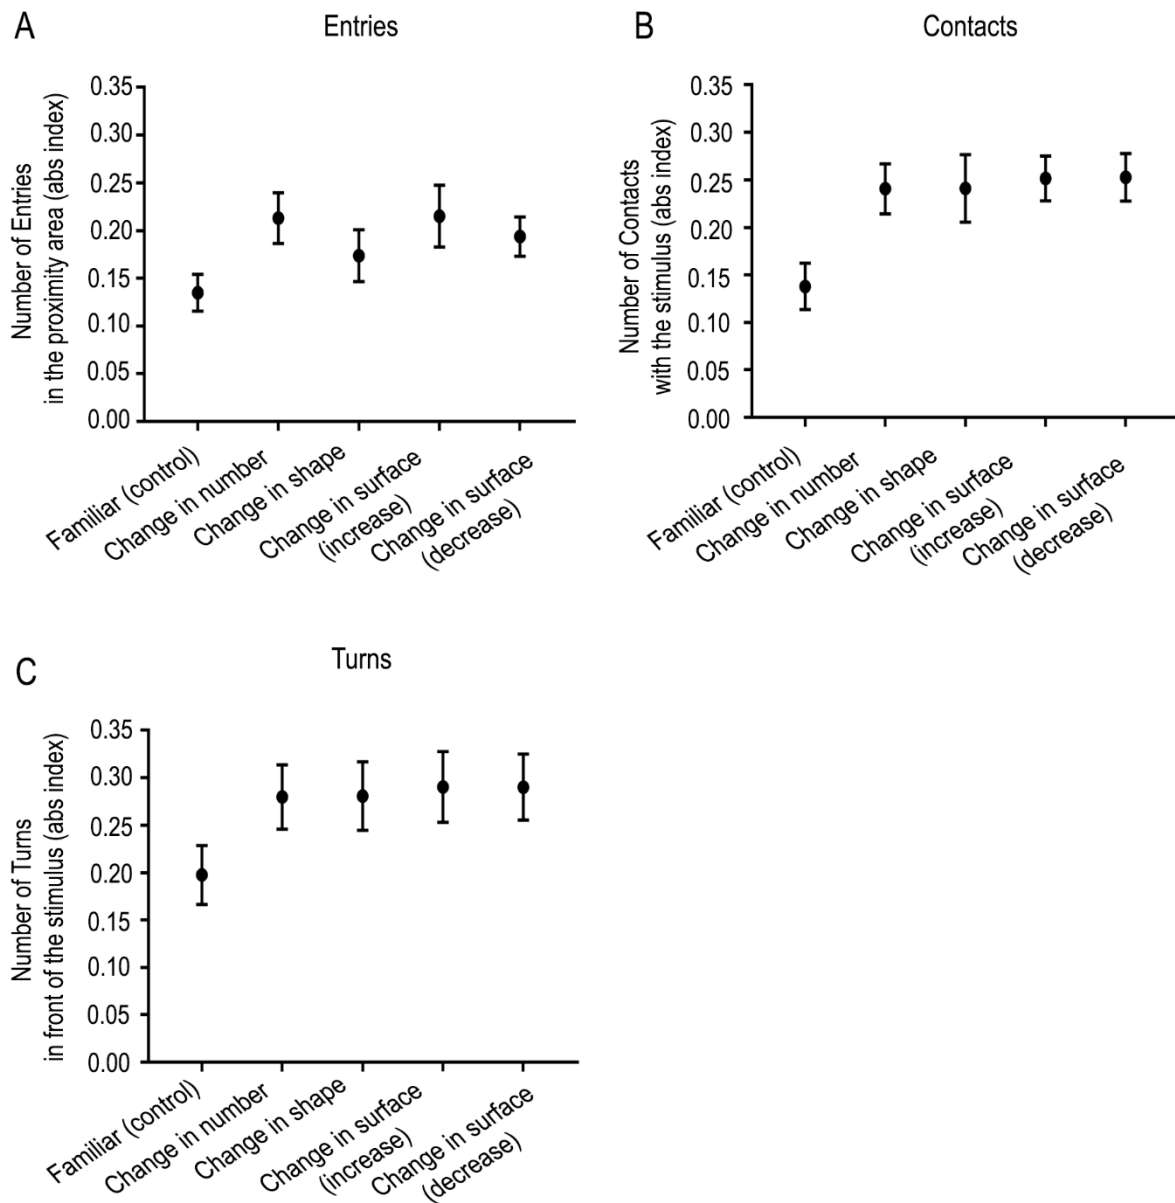 A
Entries
Number of Entries
in the proximity area (abs index)
0.35
0.30
0.25
0.20
0.15
0.10
0.05
0.00
Familiar (control)
Change in number
Change in shape
Change in surface
(increase)
Change in surface
(decrease)
B
Contacts
Number of Contacts
with the stimulus (abs index)
0.35
0.30
0.25
0.20
0.15
0.10
0.05
0.00
Familiar (control)
Change in number
Change in shape
Change in surface
(increase)
Change in surface
(decrease)
C
Turns
Number of Turns
in front of the stimulus (abs index)
0.35
0.30
0.25
0.20
0.15
0.10
0.05
0.00
Familiar (control)
Change in number
Change in shape
Change in surface
(increase)
Change in surface
(decrease)